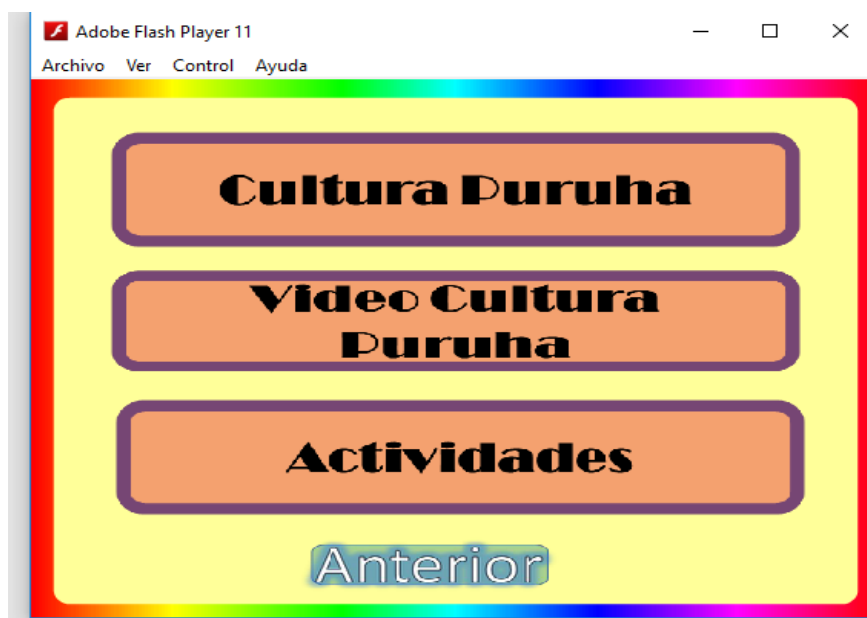 Adobe Flash Player 11
Archivo Ver Control Ayuda
Cultura Puruha
Video Cultura
Puruha
Actividades
Anterior